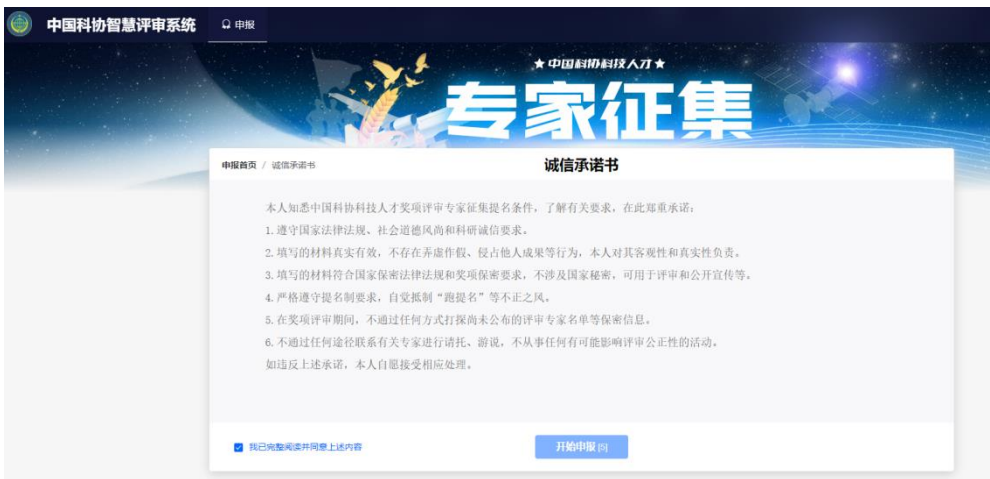 中国科协智慧评审系统 申报
★中国科协科技人才★
专家征集
申报首页 / 诚信承诺书
诚信承诺书
本人知悉中国科协科技人才奖项评审专家征集提名条件，了解有关要求，在此郑重承诺：
1.遵守国家法律法规、社会道德风尚和科研诚信要求。
2.填写的材料真实有效，不存在弄虚作假、侵占他人成果等行为，本人对其客观性和真实性负责。
3.填写的材料符合国家保密法律法规和奖项保密要求，不涉及国家秘密，可用于评审和公开宣传等。
4.严格遵守提名制要求，自觉抵制“跑提名”等不正之风。
5.在奖项评审期间，不通过任何方式打探尚未公布的评审专家名单等保密信息。
6.不通过任何途径联系有关专家进行请托、游说，不从事任何有可能影响评审公正性的活动。
如违反上述承诺，本人自愿接受相应处理。
我已完整阅读并同意上述内容
开始申报 [5]